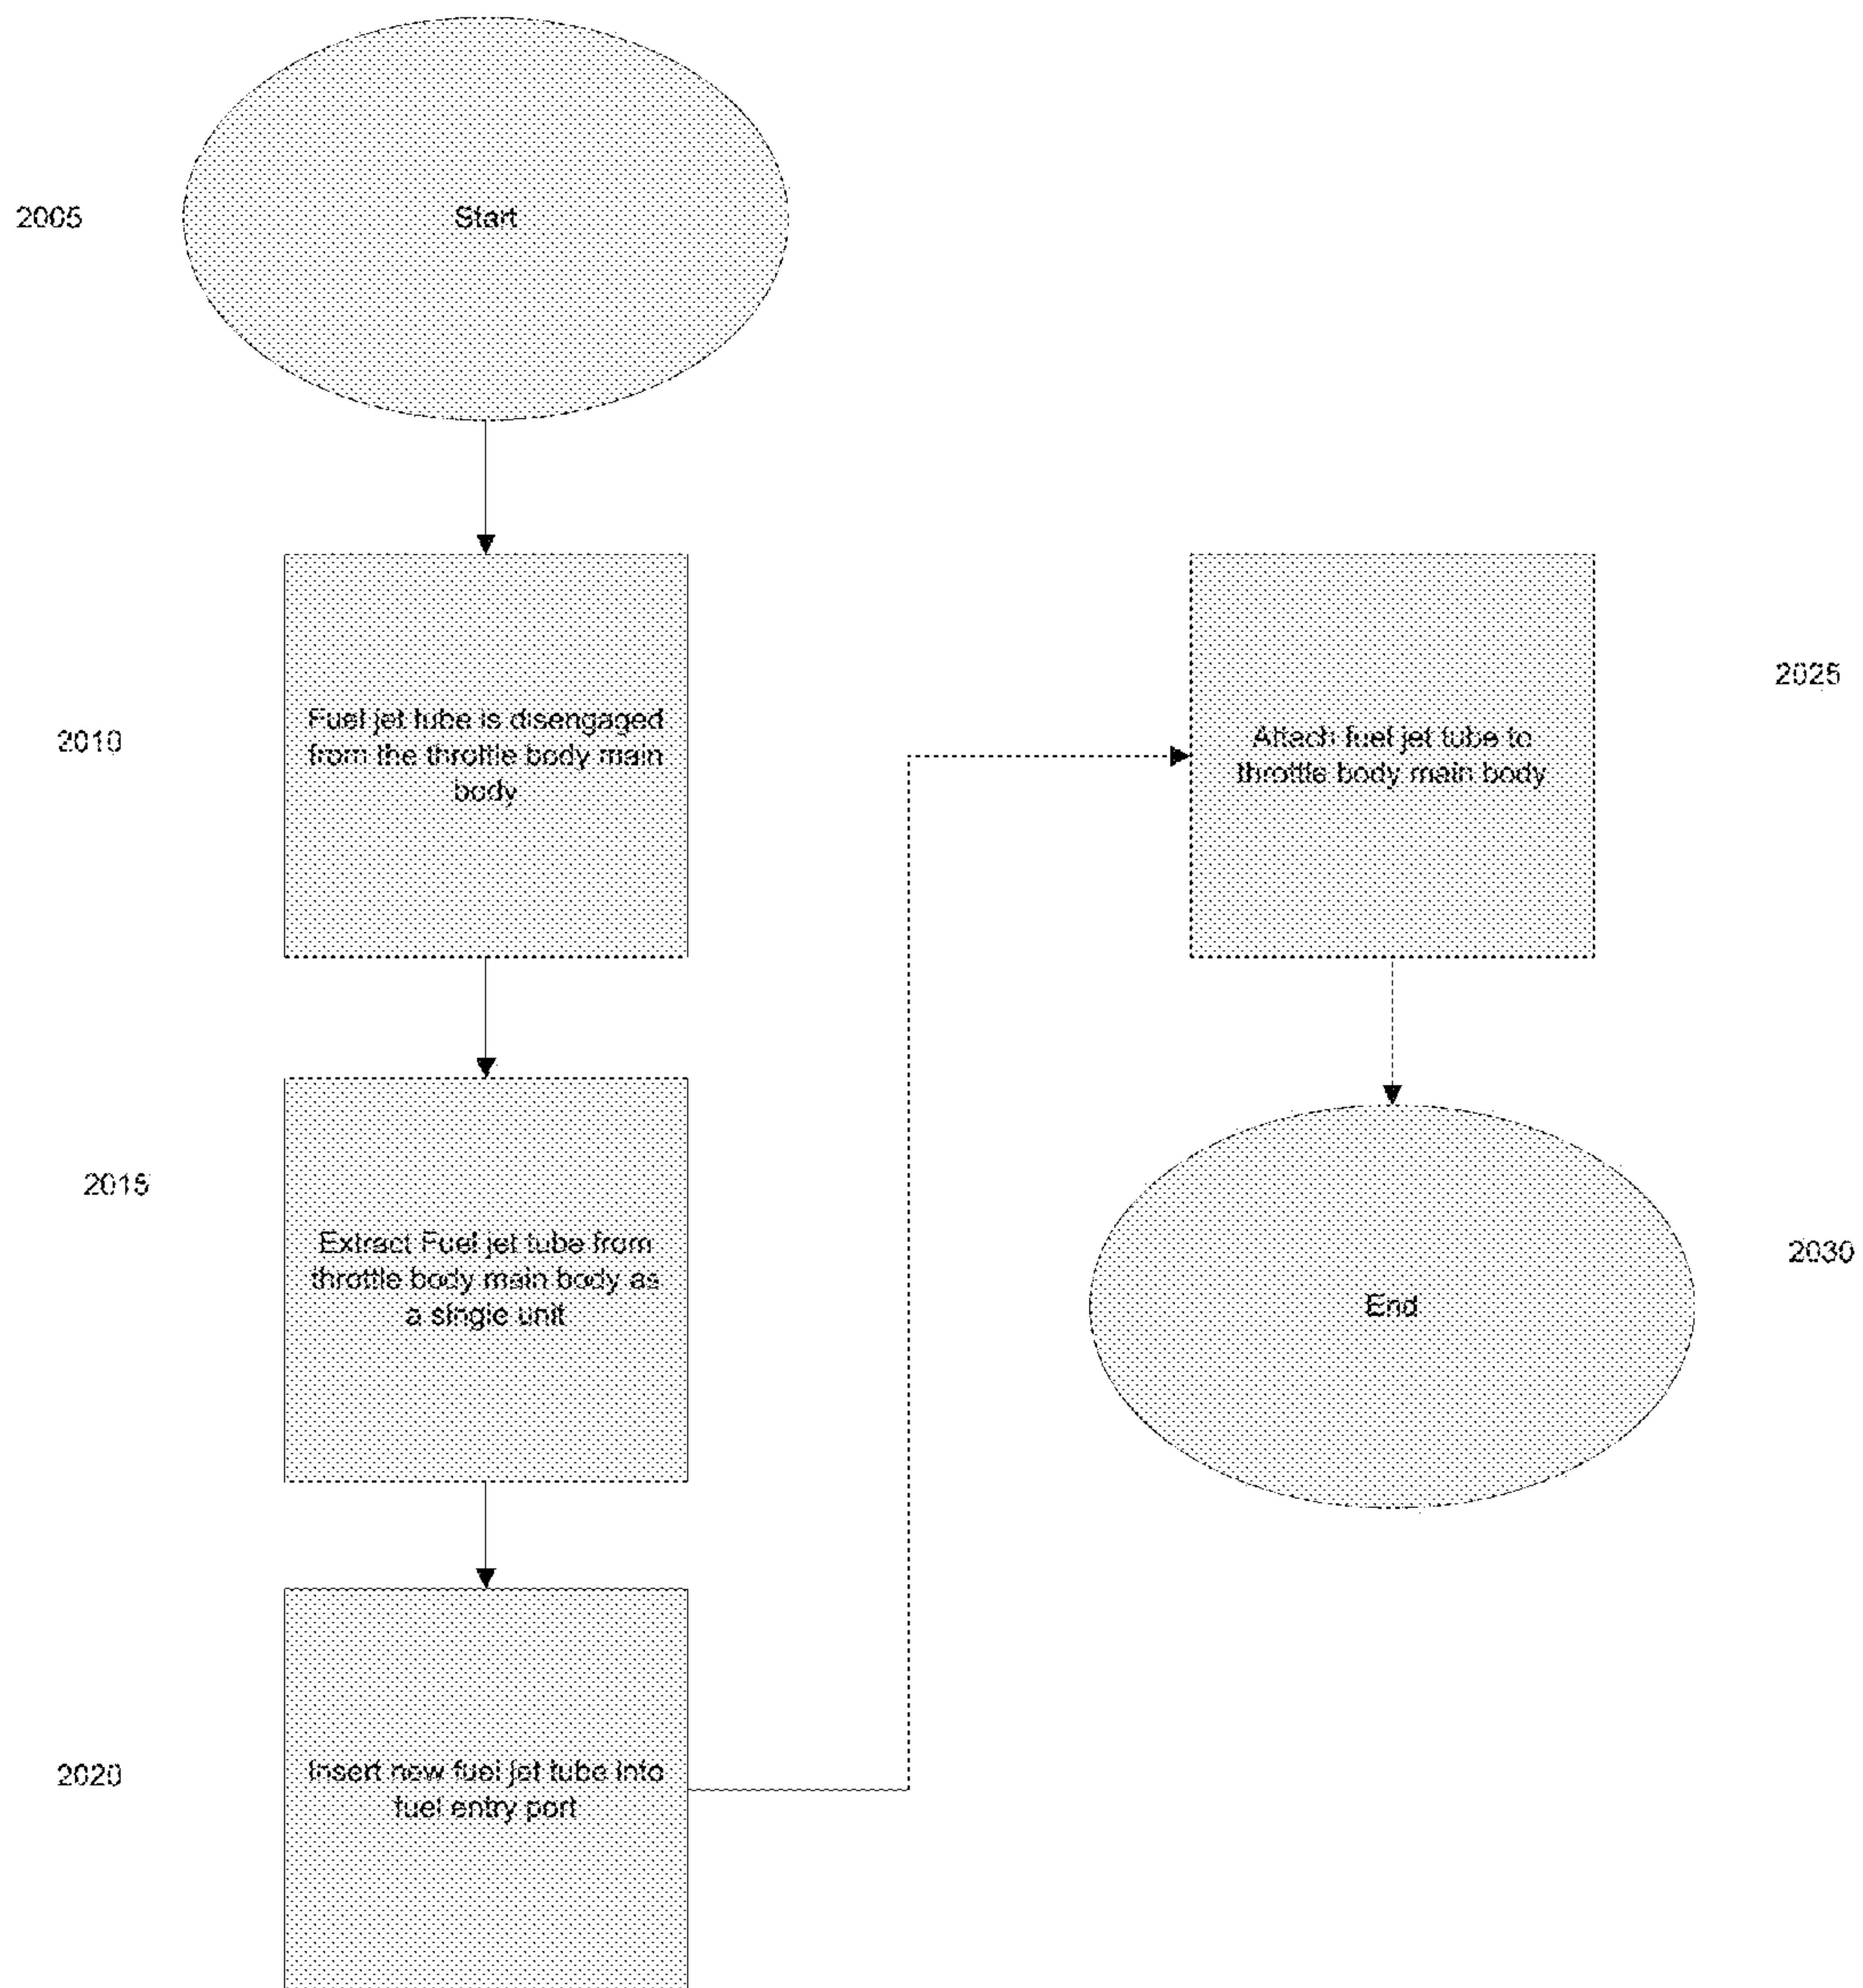 2005
Start
2010
Fuel jet tube is disengaged
from the throttle body main
body
2015
Extract Fuel jet tube from
throttle body main body as
a single unit
2020
Insert new fuel jet tube into
fuel entry port
2025
Attach fuel jet tube to
throttle body main body
2030
End